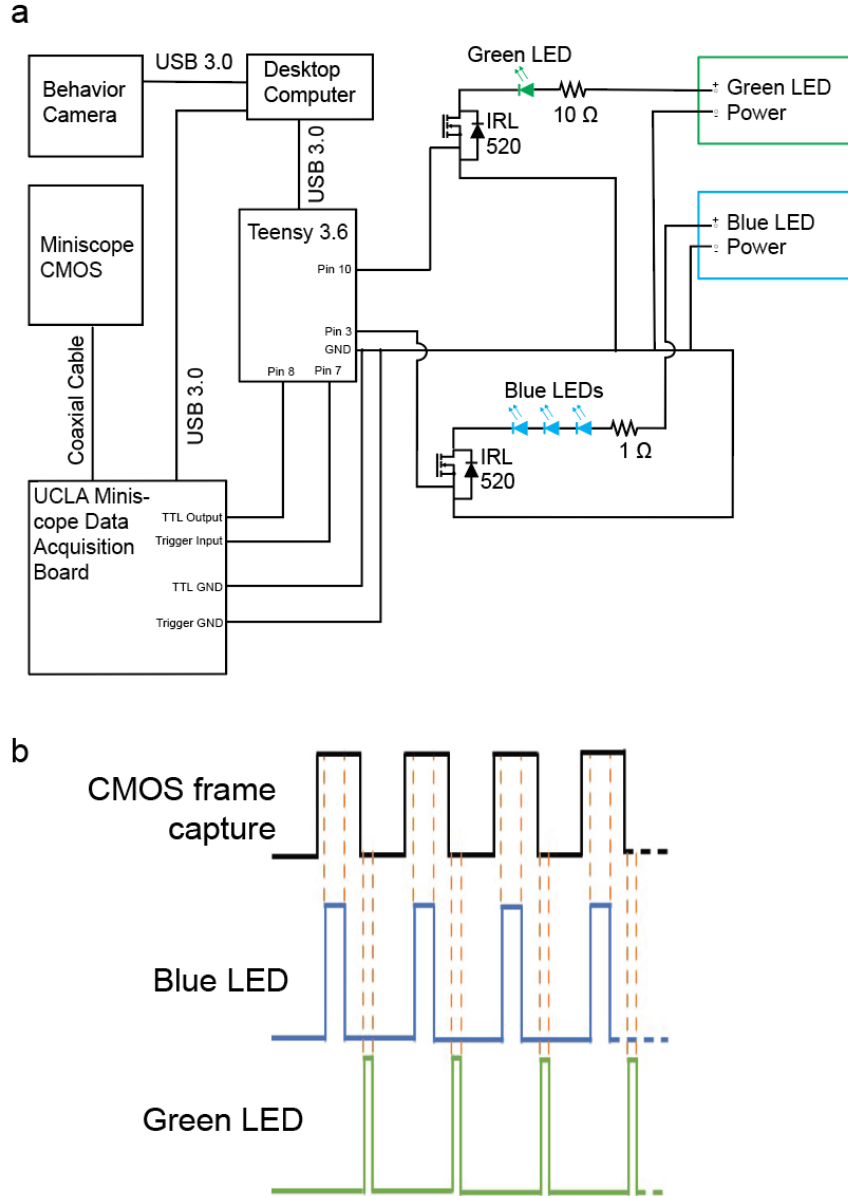 a
USB 3.0
Behavior
Camera
Desktop
Computer
Green LED
10 Ω
IRL
520
+
Green LED
-
Power
USB 3.0
Miniscope
CMOS
Teensy 3.6
Pin 10
Pin 3
GND
Pin 8
Pin 7
+
Blue LED
-
Power
Coaxial Cable
USB 3.0
Blue LEDs
1 Ω
IRL
520
UCLA Minis-
cope Data
Acquisition
Board
TTL Output
Trigger Input
TTL GND
Trigger GND
b
CMOS frame
capture
Blue LED
Green LED